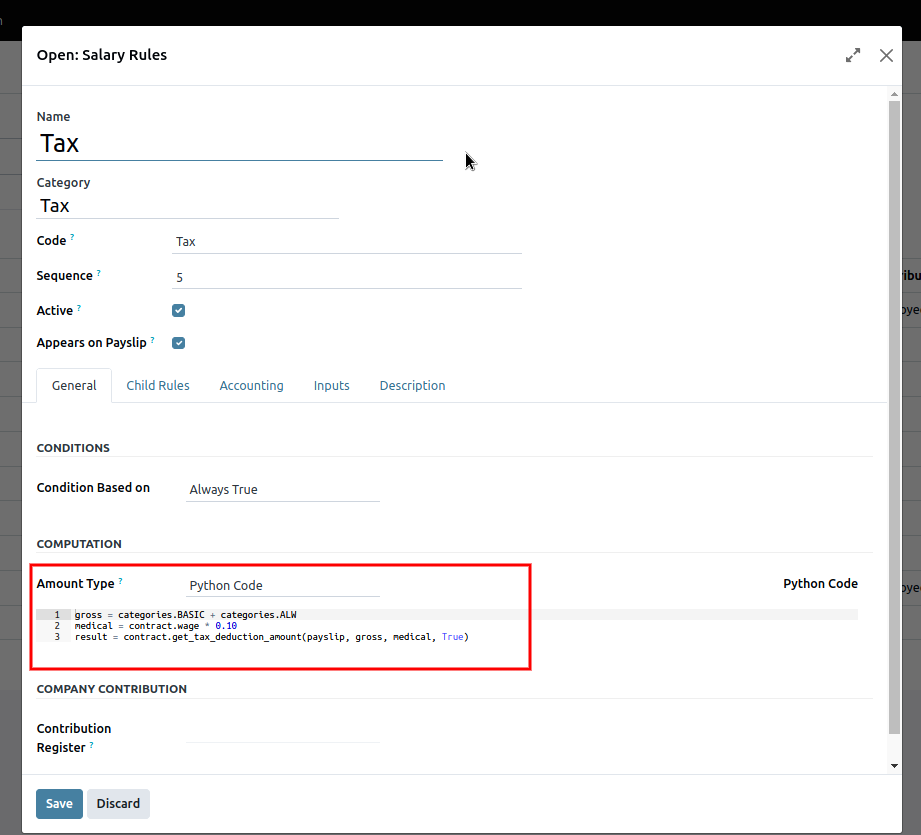 Open: Salary Rules
Name
Tax
Category
Tax
Code ?
Tax
Sequence ?
5
Active ?
Appears on Payslip ?
General Child Rules Accounting Inputs Description
CONDITIONS
Condition Based on
Always True
COMPUTATION
Amount Type ?
Python Code
Python Code
1 gross = categories.BASIC + categories.ALW
2 medical = contract.wage * 0.10
3 result = contract.get_tax_deduction_amount(payslip, gross, medical, True)
COMPANY CONTRIBUTION
Contribution
Register ?
Save Discard